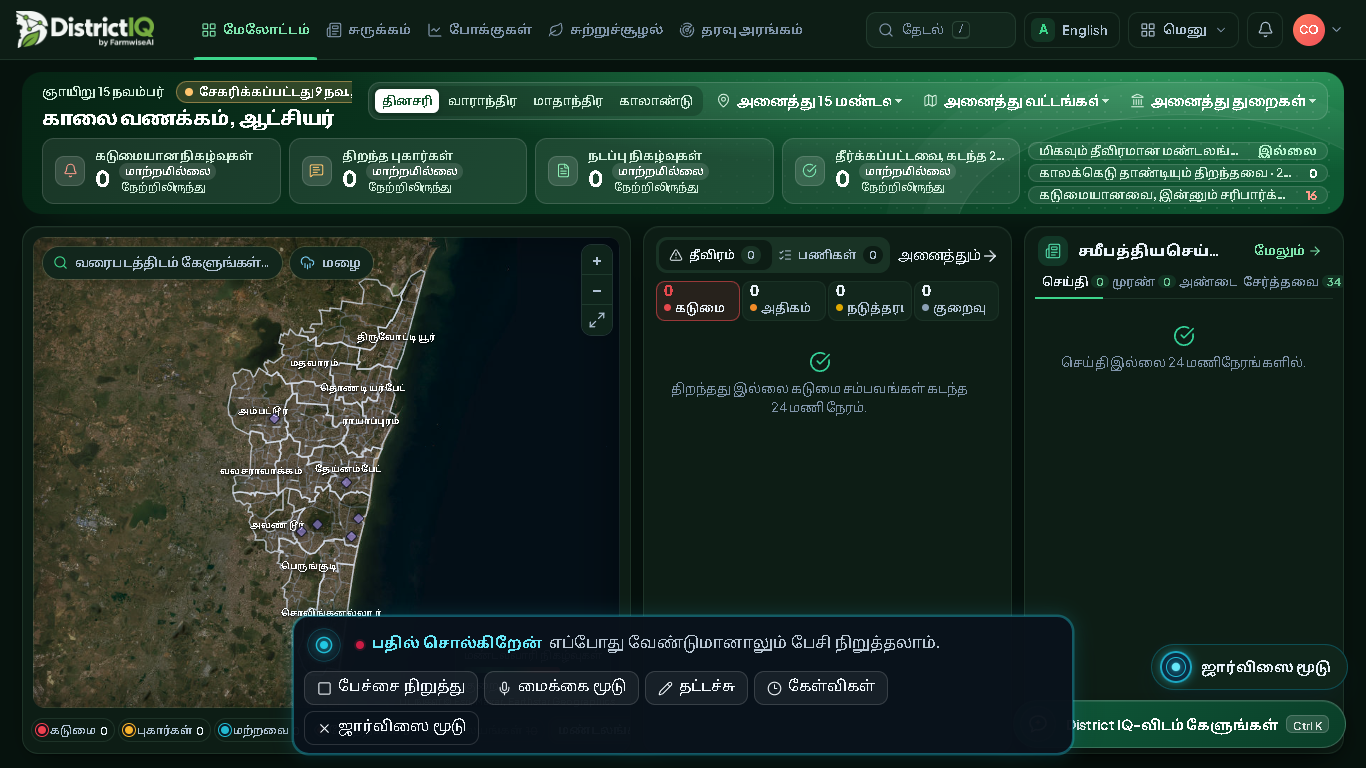 DistrictIQ
by FarmwiseAI
மேலோட்டம்
சுருக்கம்
போக்குகள்
சுற்றுச்சூழல்
தரவு அரங்கம்
தேடல் /
A English
மெனு
CO
ஞாயிறு 15 நவம்பர்
சேகரிக்கப்பட்டது 9 நவ.,
காலை வணக்கம், ஆட்சியர்
தினசரி வாராந்திர மாதாந்திர காலாண்டு
அனைத்து 15 மண்ட
அனைத்து வட்டங்கள்
அனைத்து துறைகள்
கடுமையான நிகழ்வுகள்
0 மாற்றமில்லை
நேற்றிலிருந்து
திறந்த புகார்கள்
0 மாற்றமில்லை
நேற்றிலிருந்து
நடப்பு நிகழ்வுகள்
0 மாற்றமில்லை
நேற்றிலிருந்து
தீர்க்கப்பட்டவை, கடந்த 2...
0 மாற்றமில்லை
நேற்றிலிருந்து
மிகவும் தீவிரமான மண்டலங்... இல்லை
காலக்கெடு தாண்டியும் திறந்தவை · 2... 0
கடுமையானவை, இன்னும் சரிபார்க்... 16
வரைபடத்திடம் கேளுங்கள்...
மழை
+
−
திருவோட்டியூர்
மதவாரம்
தொண்டியர்பேட்
அம்பட்டூர்
ராயாப்புரம்
வலசராவாக்கம்
தேயனம்பேட்
அலண்டூர்
பெருங்குடி
சொலிங்கனல்லூர்
கடுமை 0
புகார்கள் 0
மற்றவை
தீவிரம் 0
பணிகள் 0
அனைத்தும்
0 கடுமை
0 அதிகம்
0 நடுத்தர
0 குறைவு
திறந்தது இல்லை கடுமை சம்பவங்கள் கடந்த
24 மணி நேரம்.
சமீபத்திய செய்...
மேலும்
செய்தி 0 முரண் 0 அண்டை சேர்த்தவை 34
செய்தி இல்லை 24 மணிநேரங்களில்.
பதில் சொல்கிறேன் எப்போது வேண்டுமானாலும் பேசி நிறுத்தலாம்.
பேச்சை நிறுத்து
மைக்கை மூடு
தட்டச்சு
கேள்விகள்
ஜார்விஸை மூடு
ஜார்விஸை மூடு
District IQ-விடம் கேளுங்கள் Ctrl K